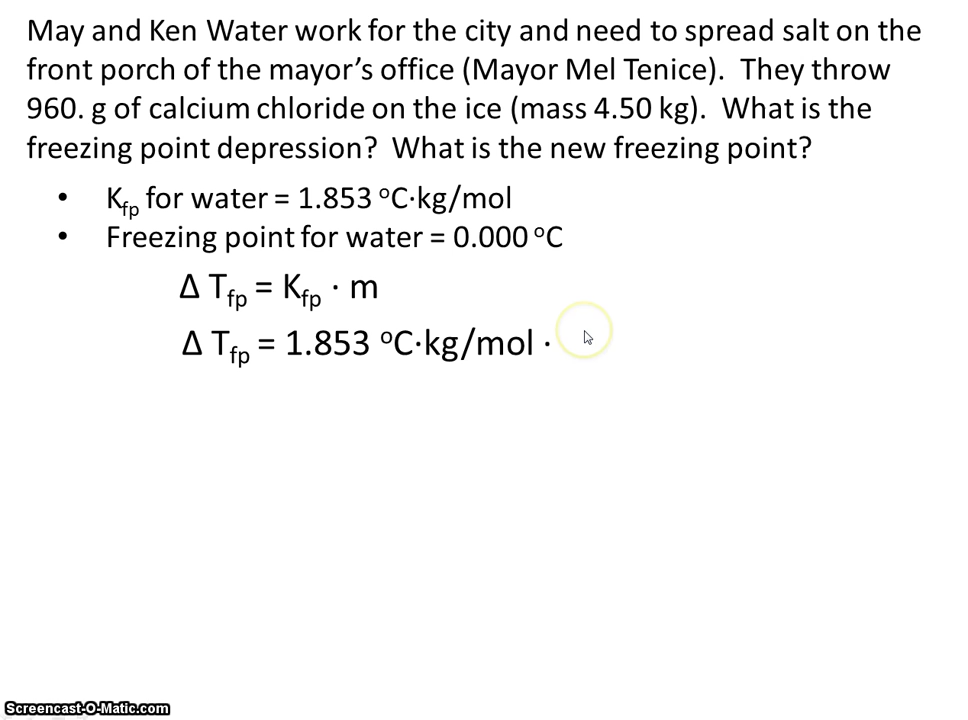 May and Ken Water work for the city and need to spread salt on the
front porch of the mayor’s office (Mayor Mel Tenice).  They throw
960. g of calcium chloride on the ice (mass 4.50 kg).  What is the
freezing point depression?  What is the new freezing point?
• Kfp for water = 1.853 °C·kg/mol
• Freezing point for water = 0.000 °C
Δ Tfp = Kfp · m
Δ Tfp = 1.853 °C·kg/mol ·
Screencast-O-Matic.com